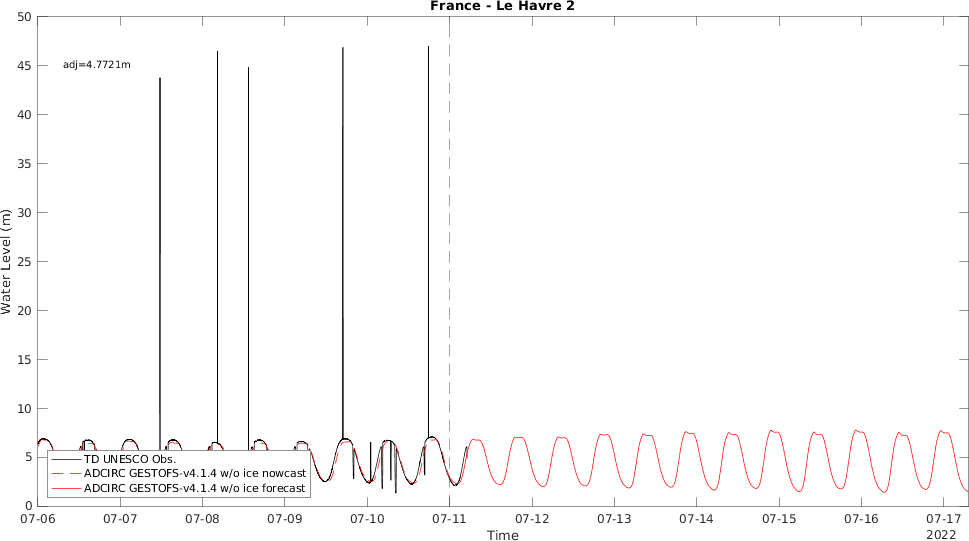 France - Le Havre 2
50
45
40
35
30
25
20
15
10
5
0
Water Level (m)
adj=4.7721m
TD UNESCO Obs.
ADCIRC GESTOFS-v4.1.4 w/o ice nowcast
ADCIRC GESTOFS-v4.1.4 w/o ice forecast
07-06 07-07 07-08 07-09 07-10 07-11 07-12 07-13 07-14 07-15 07-16 07-17
Time
2022